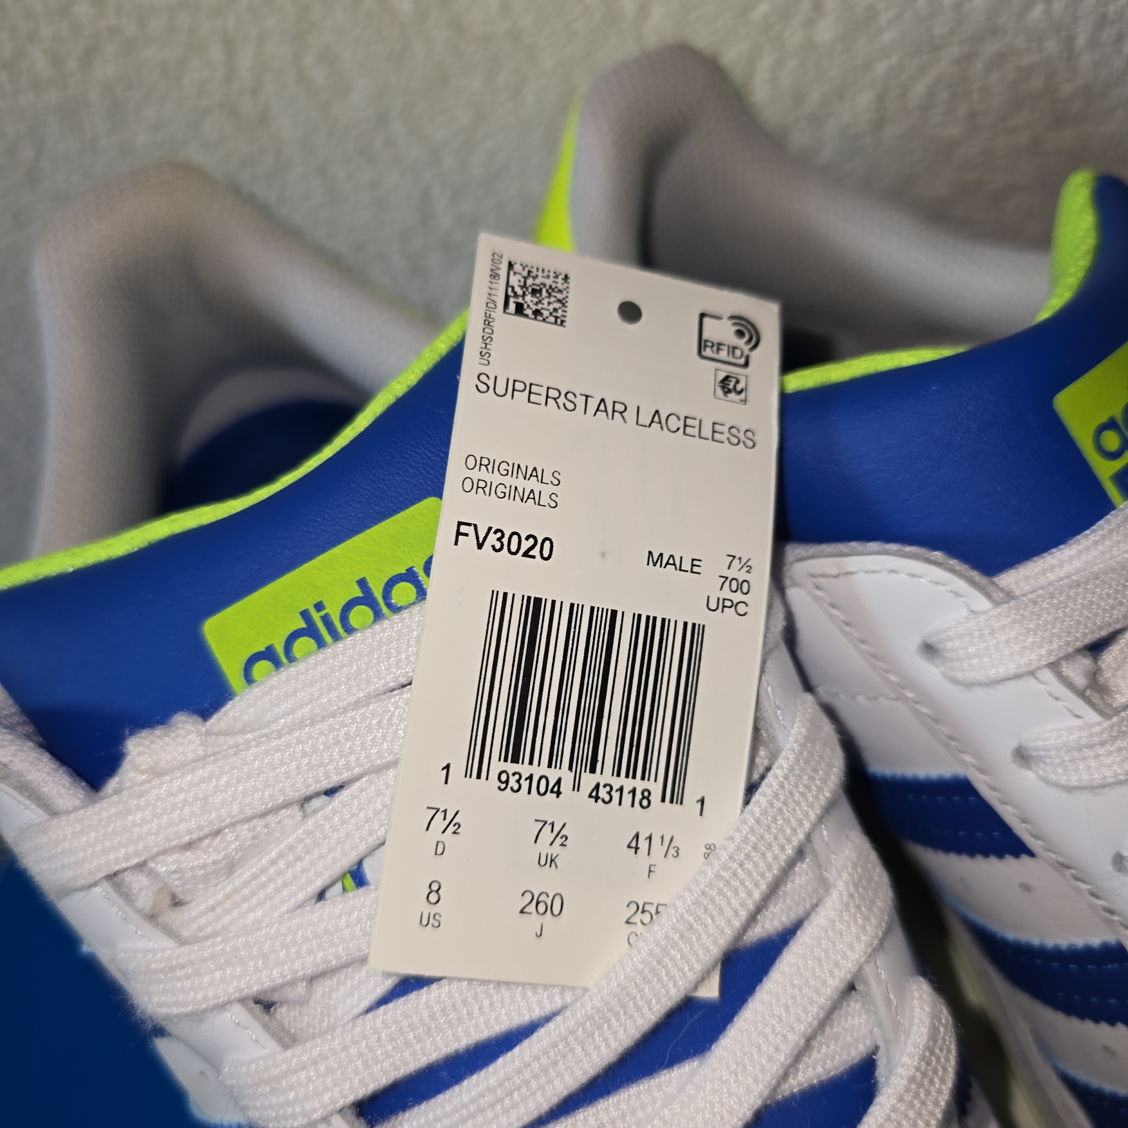 USHSDRFID/1118/V02
RFID
SUPERSTAR LACELESS
ORIGINALS
ORIGINALS
FV3020
MALE 7½
700
UPC
1 93104 43118 1
7½ 7½ 41⅓
D UK F
8 260
US J
adidas